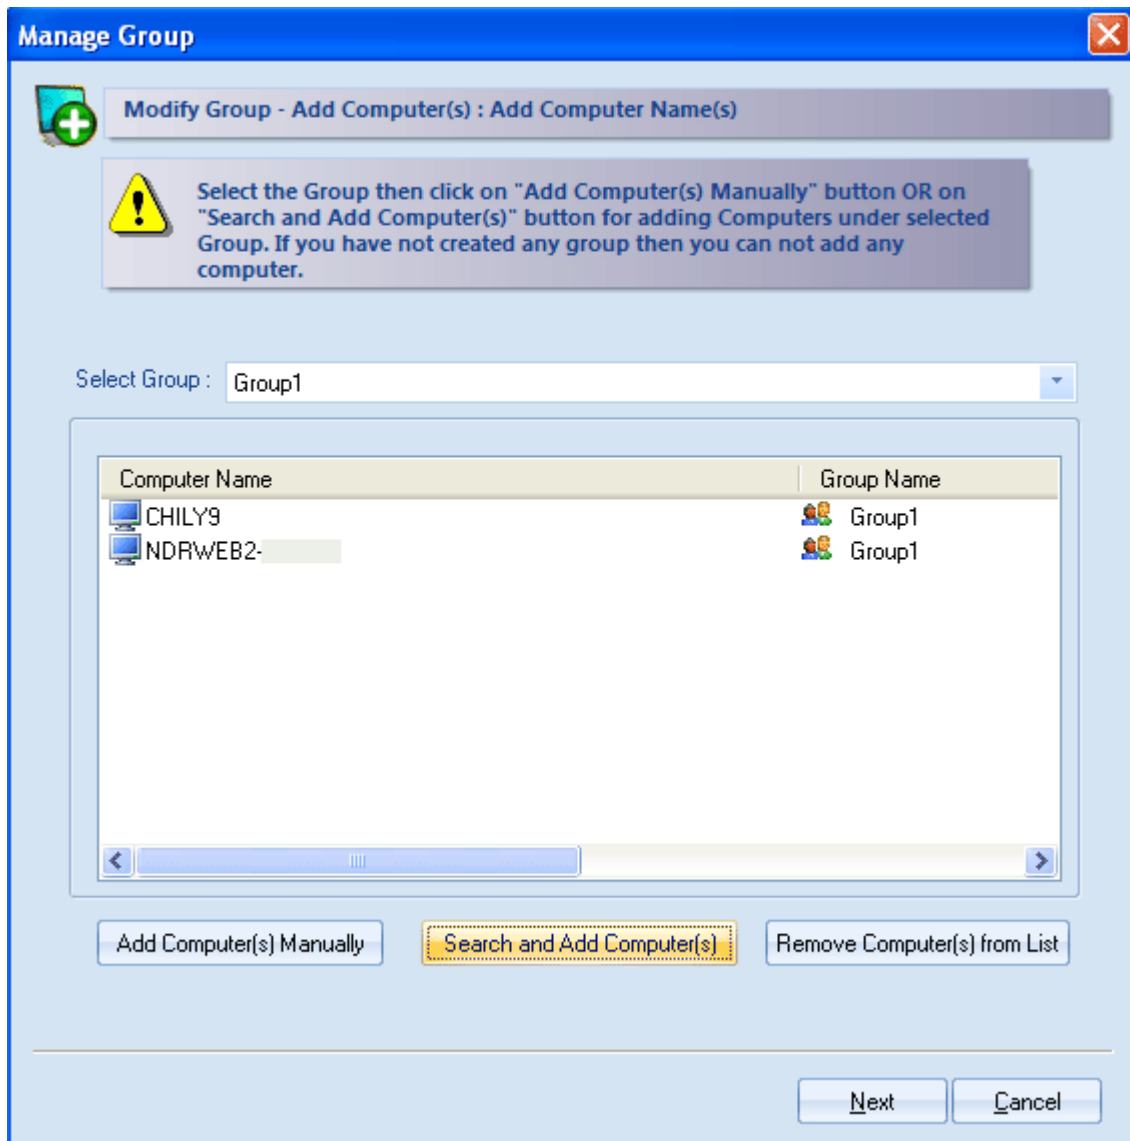 Manage Group
Modify Group - Add Computer(s) : Add Computer Name(s)
Select the Group then click on "Add Computer(s) Manually" button OR on
"Search and Add Computer(s)" button for adding Computers under selected
Group. If you have not created any group then you can not add any
computer.
Select Group : Group1
Computer Name Group Name
CHILY9 Group1
NDRWEB2- Group1
Add Computer(s) Manually Search and Add Computer(s) Remove Computer(s) from List
Next Cancel